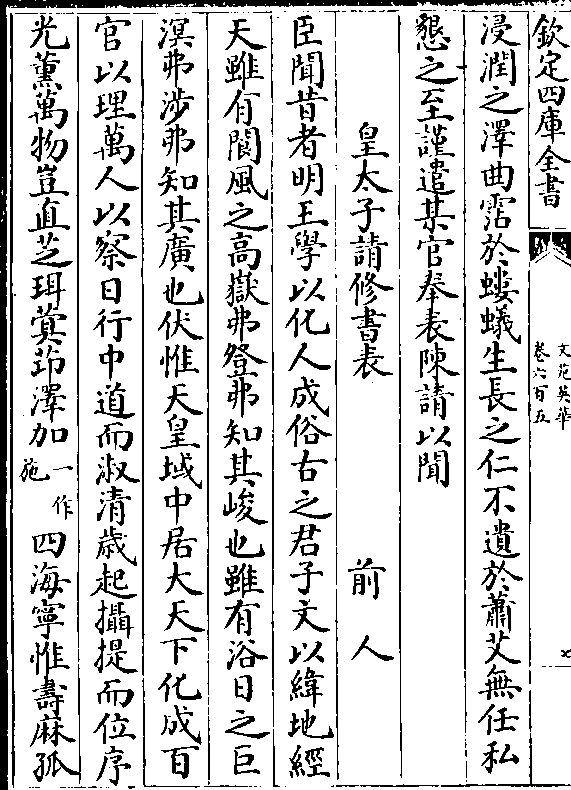 欽定四庫全書
文苑英華
卷六百五
浸潤之澤曲霑於螻蟻生長之仁不遺於蕭艾無任私
懇之至謹遣某官奉表陳請以聞
皇太子請修書表　前人
臣聞昔者明王學以化人成俗古之君子文以緯地經
天雖有閬風之高嶽弗登弗知其峻也雖有浴日之巨
溟弗涉弗知其廣也伏惟天皇域中居大天下化成百
官以理萬人以察日行中道而淑清歳起攝提而位序
光薰萬物豈直芝珥蓂莭澤加一作施四海寧惟壽麻孤